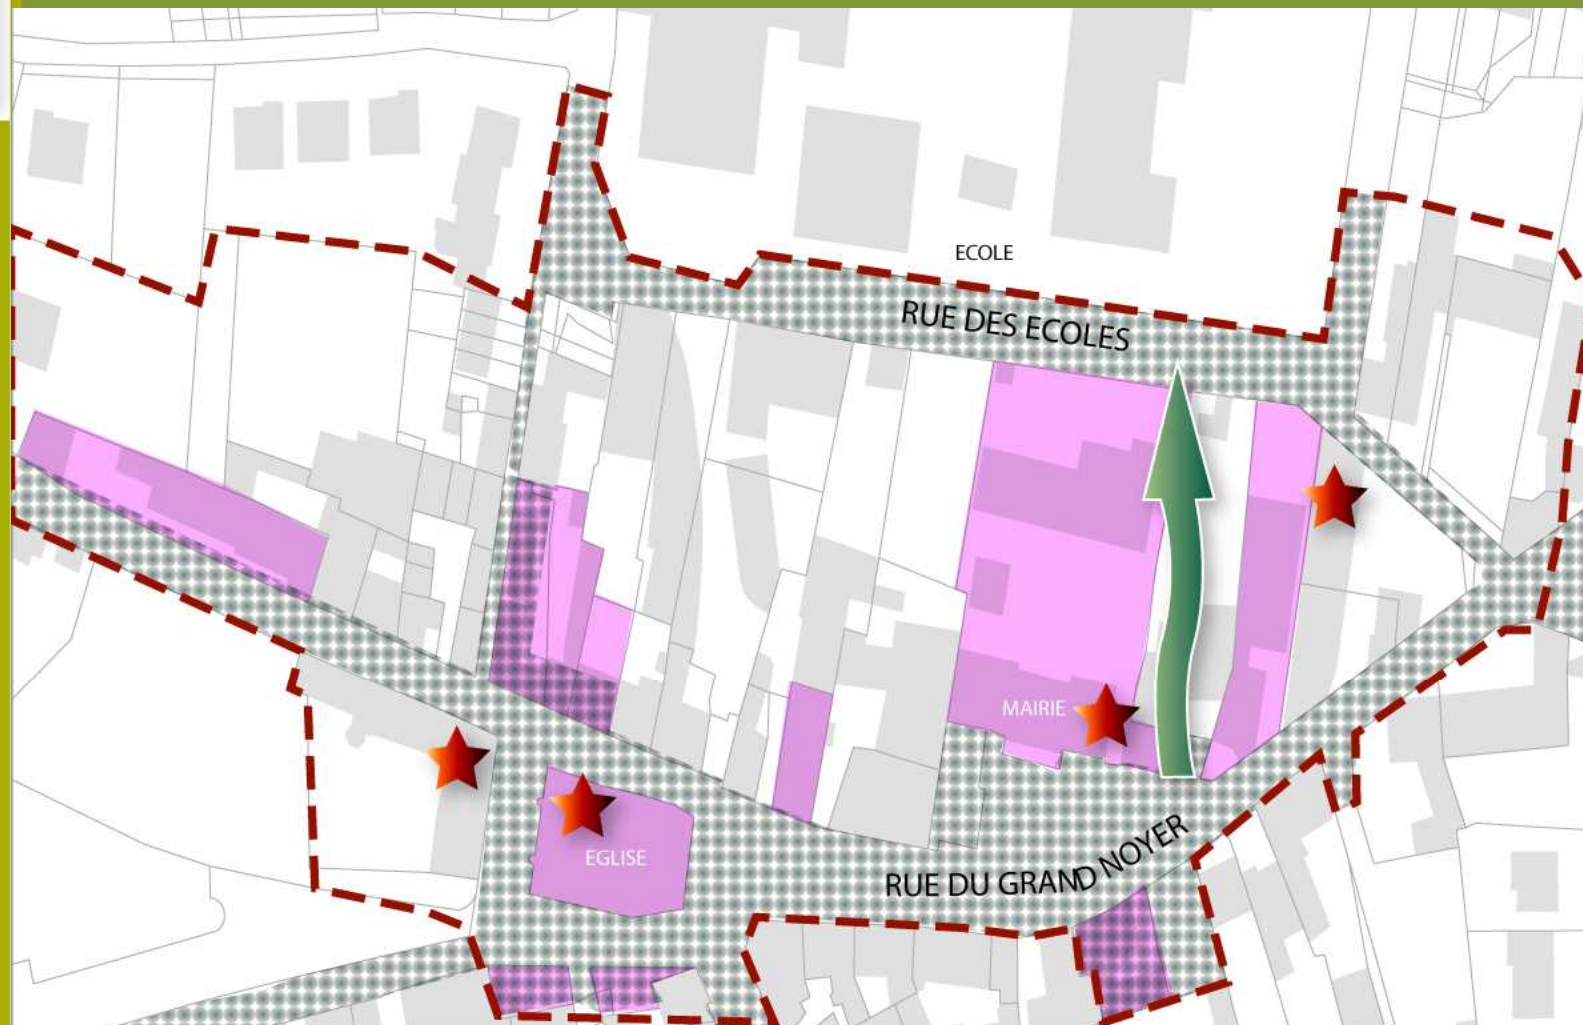 ECOLE
RUE DES ECOLES
MAIRIE
EGLISE
RUE DU GRAND NOYER